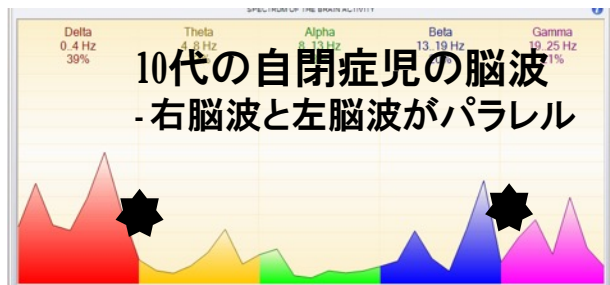 SPECTRUM OF THE BRAIN ACTIVITY
Delta Theta Alpha Beta Gamma
0..4 Hz 4..8 Hz 8..13 Hz 13..19 Hz 19..25 Hz
39%
10代の自閉症児の脳波
- 右脳波と左脳波がパラレル